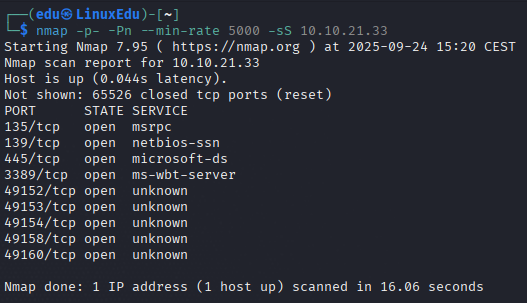 ┌──(edu㉿LinuxEdu)-[~]
└─$ nmap -p- -Pn --min-rate 5000 -sS 10.10.21.33
Starting Nmap 7.95 ( https://nmap.org ) at 2025-09-24 15:20 CEST
Nmap scan report for 10.10.21.33
Host is up (0.044s latency).
Not shown: 65526 closed tcp ports (reset)
PORT      STATE SERVICE
135/tcp   open  msrpc
139/tcp   open  netbios-ssn
445/tcp   open  microsoft-ds
3389/tcp  open  ms-wbt-server
49152/tcp open  unknown
49153/tcp open  unknown
49154/tcp open  unknown
49158/tcp open  unknown
49160/tcp open  unknown
Nmap done: 1 IP address (1 host up) scanned in 16.06 seconds